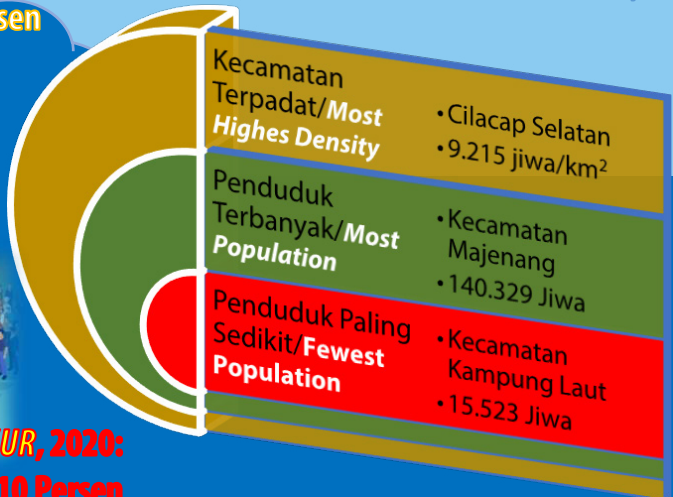 sen
Kecamatan
Terpadat/Most
Highes Density
•Cilacap Selatan
•9.215 jiwa/km²
Penduduk
Terbanyak/Most
Population
•Kecamatan
Majenang
•140.329 Jiwa
Penduduk Paling
Sedikit/Fewest
Population
•Kecamatan
Kampung Laut
•15.523 Jiwa
UR, 2020:
10 Persen